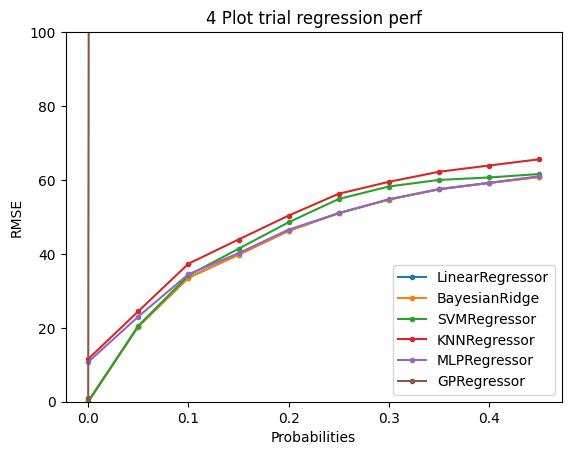 4 Plot trial regression perf
RMSE
100
80
60
40
20
0
0.0 0.1 0.2 0.3 0.4
Probabilities
LinearRegressor
BayesianRidge
SVMRegressor
KNNRegressor
MLPRegressor
GPRegressor